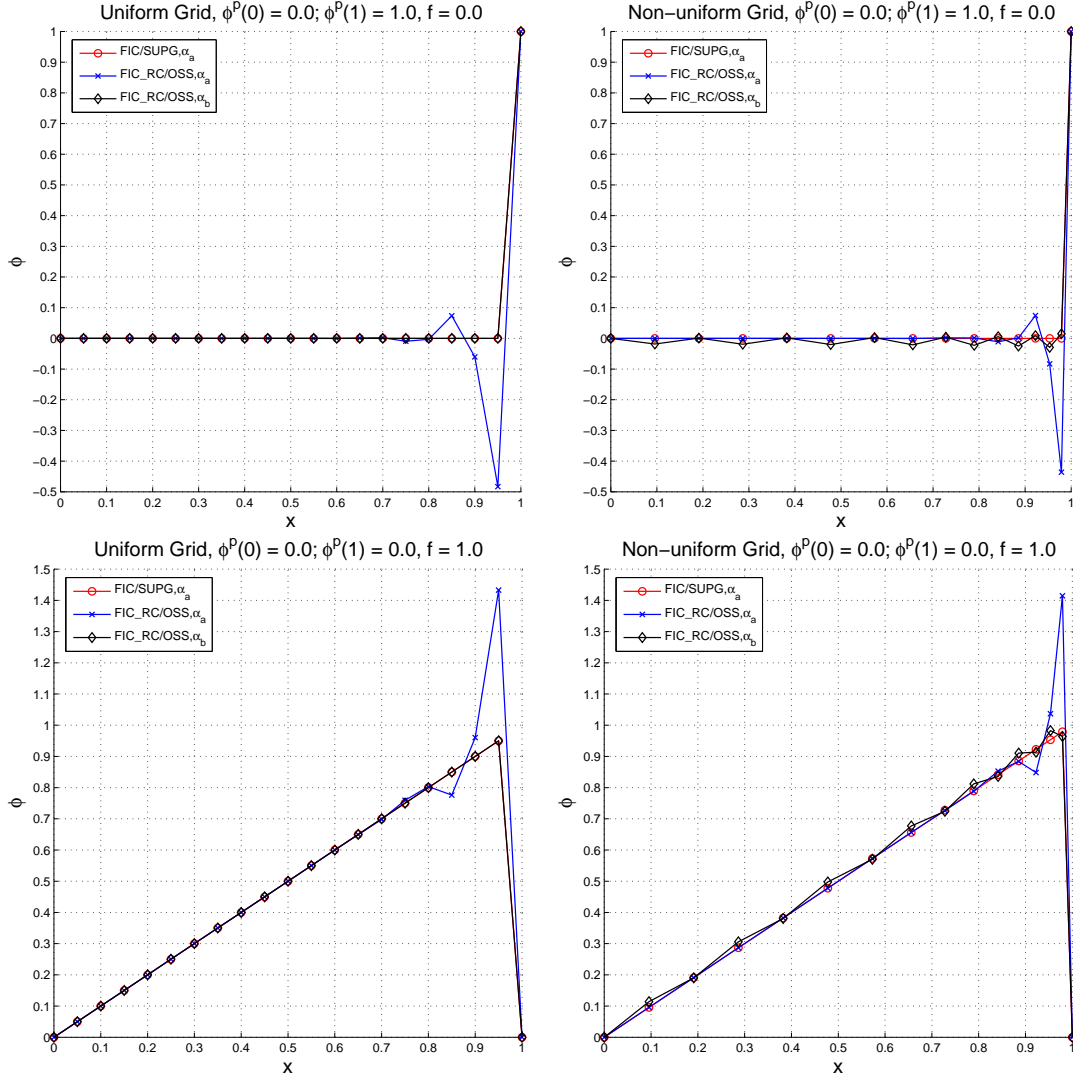 Uniform Grid, ϕᵖ(0) = 0.0; ϕᵖ(1) = 1.0, f = 0.0
1
0.9
0.8
0.7
0.6
0.5
0.4
0.3
0.2
0.1
0
−0.1
−0.2
−0.3
−0.4
−0.5
ϕ
FIC/SUPG,α_a
FIC_RC/OSS,α_a
FIC_RC/OSS,α_b
0 0.1 0.2 0.3 0.4 0.5 0.6 0.7 0.8 0.9 1
x
Non−uniform Grid, ϕᵖ(0) = 0.0; ϕᵖ(1) = 1.0, f = 0.0
1
0.9
0.8
0.7
0.6
0.5
0.4
0.3
0.2
0.1
0
−0.1
−0.2
−0.3
−0.4
−0.5
ϕ
FIC/SUPG,α_a
FIC_RC/OSS,α_a
FIC_RC/OSS,α_b
0 0.1 0.2 0.3 0.4 0.5 0.6 0.7 0.8 0.9 1
x
Uniform Grid, ϕᵖ(0) = 0.0; ϕᵖ(1) = 0.0, f = 1.0
1.5
1.4
1.3
1.2
1.1
1
0.9
0.8
0.7
0.6
0.5
0.4
0.3
0.2
0.1
0
ϕ
FIC/SUPG,α_a
FIC_RC/OSS,α_a
FIC_RC/OSS,α_b
0 0.1 0.2 0.3 0.4 0.5 0.6 0.7 0.8 0.9 1
x
Non−uniform Grid, ϕᵖ(0) = 0.0; ϕᵖ(1) = 0.0, f = 1.0
1.5
1.4
1.3
1.2
1.1
1
0.9
0.8
0.7
0.6
0.5
0.4
0.3
0.2
0.1
0
ϕ
FIC/SUPG,α_a
FIC_RC/OSS,α_a
FIC_RC/OSS,α_b
0 0.1 0.2 0.3 0.4 0.5 0.6 0.7 0.8 0.9 1
x